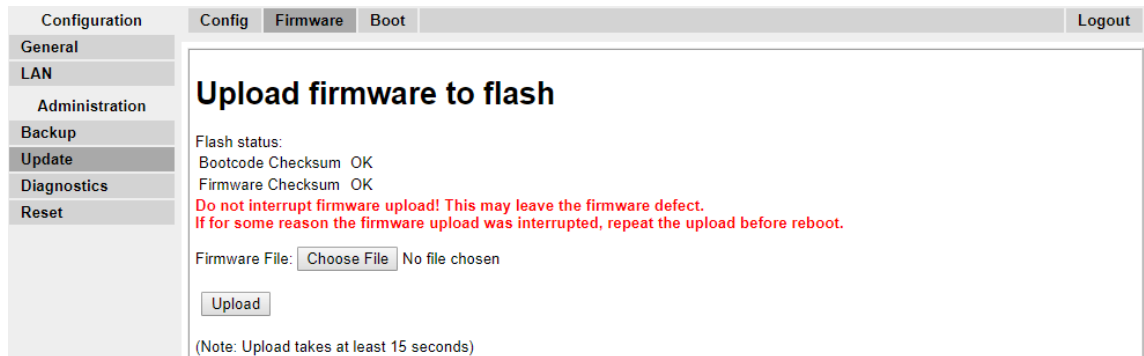 Configuration
General
LAN
Administration
Backup
Update
Diagnostics
Reset
Config Firmware Boot Logout
Upload firmware to flash
Flash status:
Bootcode Checksum OK
Firmware Checksum OK
Do not interrupt firmware upload! This may leave the firmware defect.
If for some reason the firmware upload was interrupted, repeat the upload before reboot.
Firmware File: Choose File No file chosen
Upload
(Note: Upload takes at least 15 seconds)